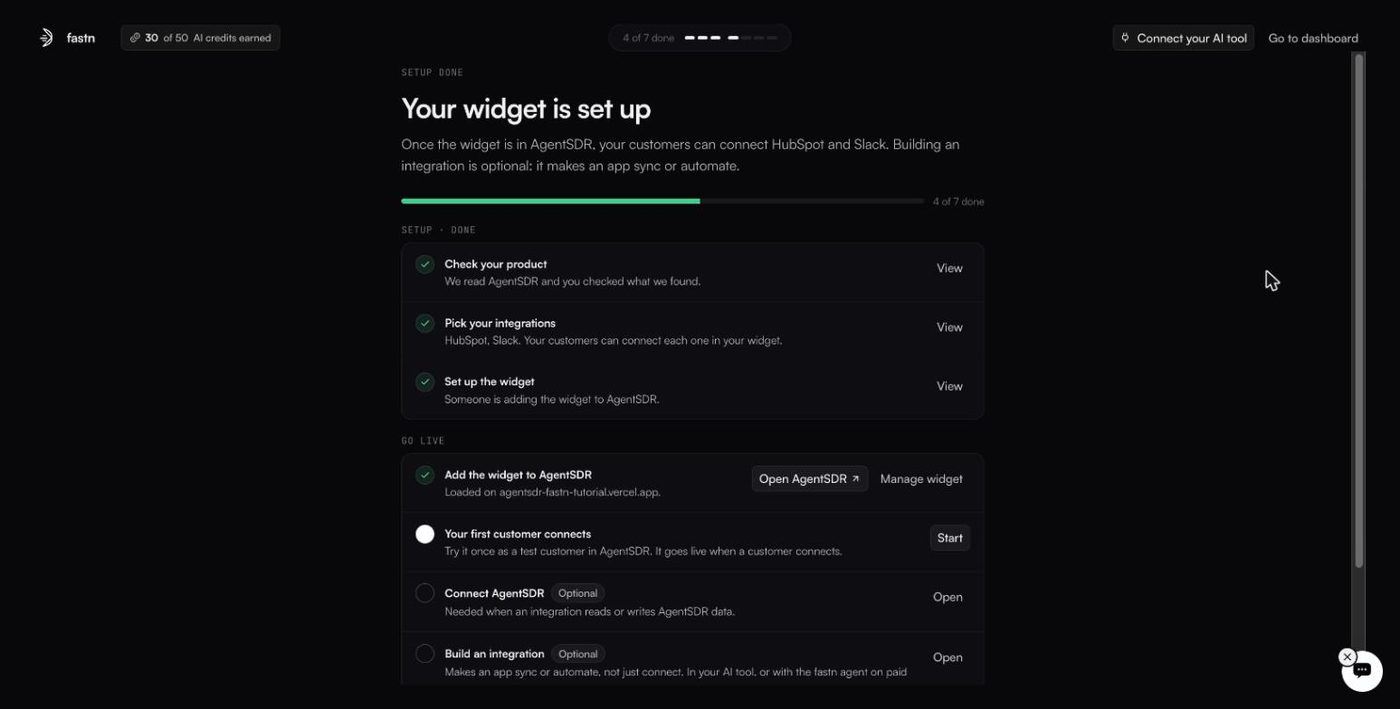 fastn
30 of 50 AI credits earned
4 of 7 done
Connect your AI tool
Go to dashboard
SETUP DONE
Your widget is set up
Once the widget is in AgentSDR, your customers can connect HubSpot and Slack. Building an
integration is optional: it makes an app sync or automate.
4 of 7 done
SETUP · DONE
Check your product
We read AgentSDR and you checked what we found.
View
Pick your integrations
HubSpot, Slack. Your customers can connect each one in your widget.
View
Set up the widget
Someone is adding the widget to AgentSDR.
View
GO LIVE
Add the widget to AgentSDR
Loaded on agentsdr-fastn-tutorial.vercel.app.
Open AgentSDR ↗
Manage widget
Your first customer connects
Try it once as a test customer in AgentSDR. It goes live when a customer connects.
Start
Connect AgentSDR Optional
Needed when an integration reads or writes AgentSDR data.
Open
Build an integration Optional
Makes an app sync or automate, not just connect. In your AI tool, or with the fastn agent on paid
Open